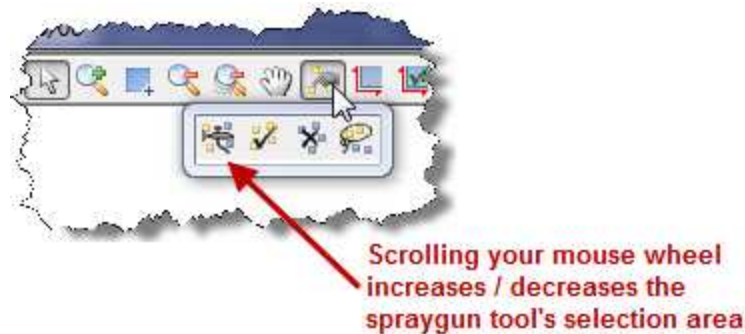 Scrolling your mouse wheel
increases / decreases the
spraygun tool's selection area